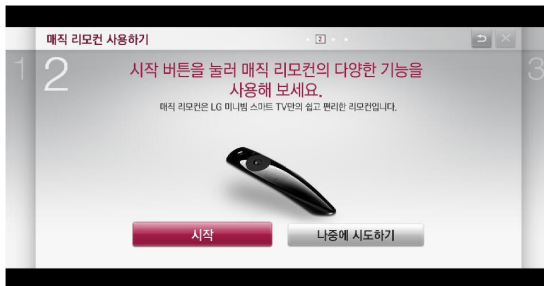 매직 리모컨 사용하기
2
1
2
3
시작 버튼을 눌러 매직 리모컨의 다양한 기능을
사용해 보세요.
매직 리모컨은 LG 미니빔 스마트 TV만의 쉽고 편리한 리모컨입니다.
시작
나중에 시도하기